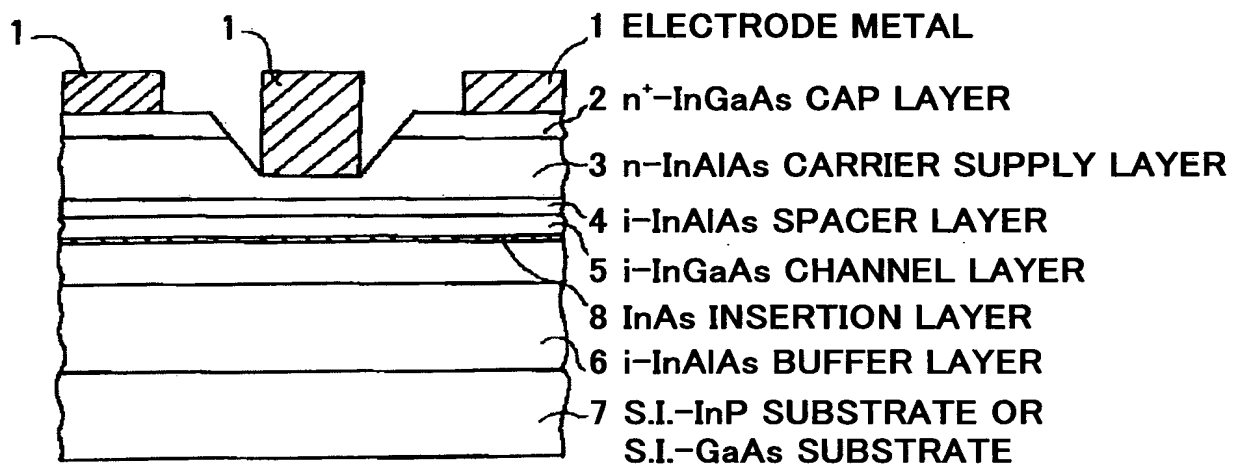 1
1
1 ELECTRODE METAL
2 n⁺-InGaAs CAP LAYER
3 n-InAlAs CARRIER SUPPLY LAYER
4 i-InAlAs SPACER LAYER
5 i-InGaAs CHANNEL LAYER
8 InAs INSERTION LAYER
6 i-InAlAs BUFFER LAYER
7 S.I.-InP SUBSTRATE OR
S.I.-GaAs SUBSTRATE